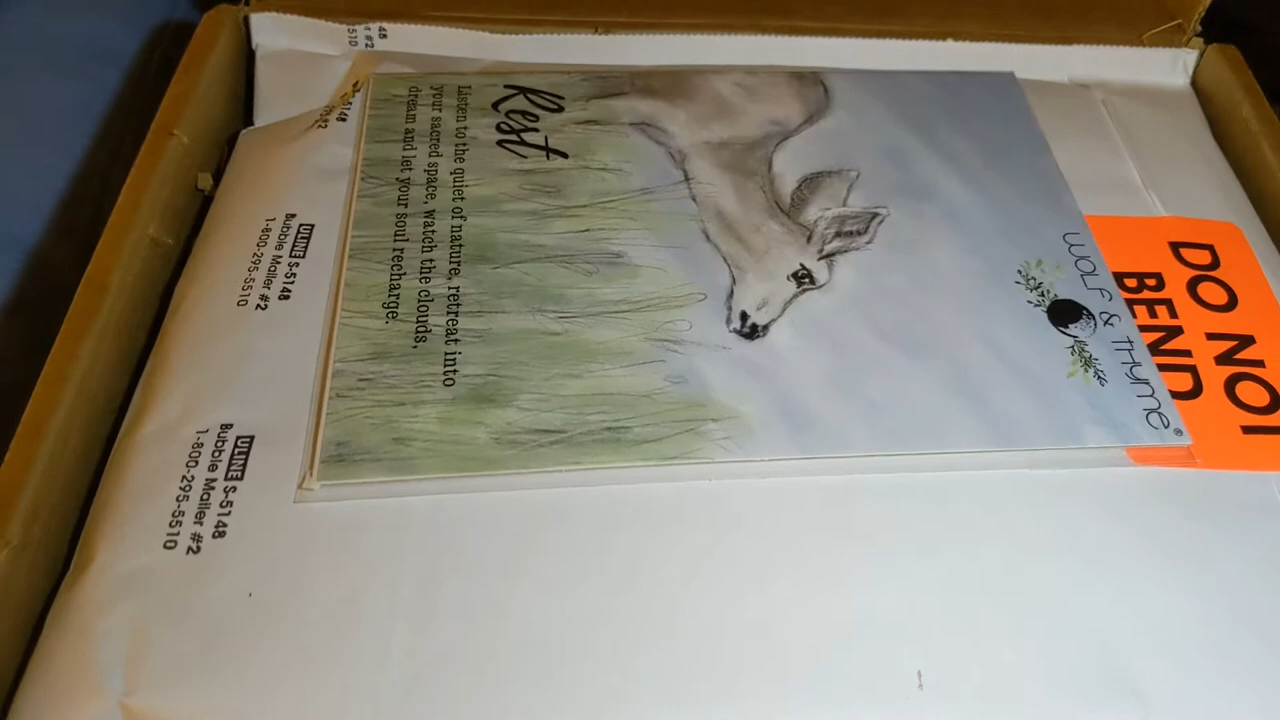 WOLF & THYME®
Rest
Listen to the quiet of nature, retreat into
your sacred space, watch the clouds,
dream and let your soul recharge.
DO NOT
BEND
ULINE S-5148
Bubble Mailer #2
1-800-295-5510
ULINE S-5148
Bubble Mailer #2
1-800-295-5510